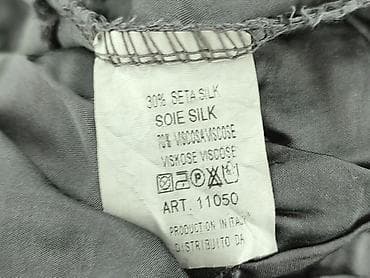 30% SETA SILK
SOIE SILK
70% VISCOSA VISCOSE
VISKOSE VISCOSE
P
ART. 11050
PRODUCTION IN ITALY
DISTRIBUITO DA